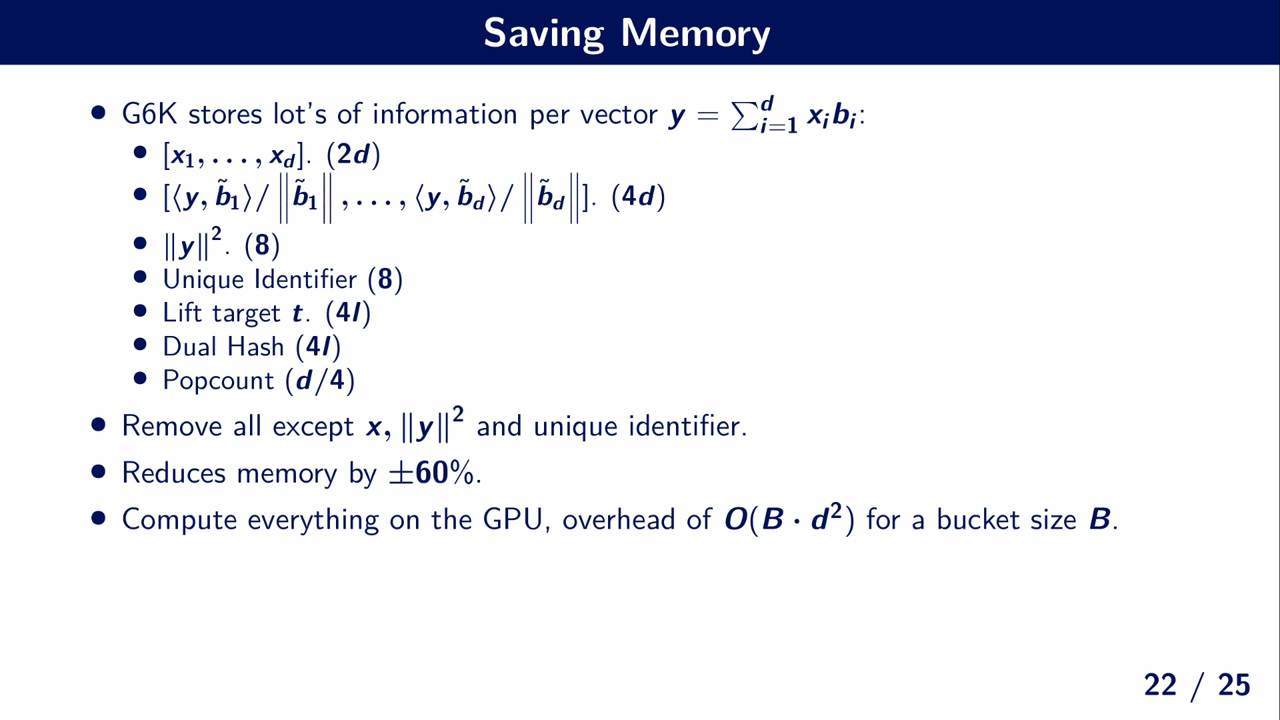 Saving Memory
• G6K stores lot's of information per vector y = ∑_{i=1}^{d} x_i b_i:
• [x_1, . . . , x_d]. (2d)
• [⟨y, b̃_1⟩/ ‖b̃_1‖ , . . . , ⟨y, b̃_d⟩/ ‖b̃_d‖]. (4d)
• ‖y‖². (8)
• Unique Identifier (8)
• Lift target t. (4l)
• Dual Hash (4l)
• Popcount (d/4)
• Remove all except x, ‖y‖² and unique identifier.
• Reduces memory by ±60%.
• Compute everything on the GPU, overhead of O(B · d²) for a bucket size B.
22 / 25